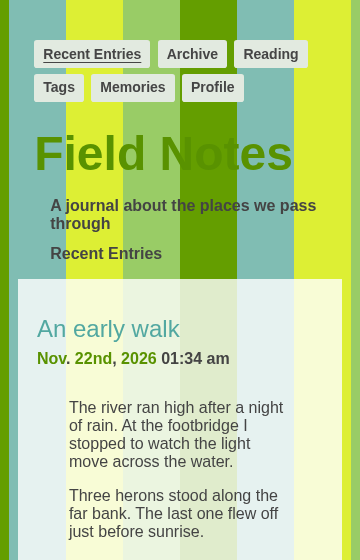 Recent Entries Archive Reading
Tags Memories Profile
Field Notes
A journal about the places we pass
through
Recent Entries
An early walk
Nov. 22nd, 2026 01:34 am
The river ran high after a night
of rain. At the footbridge I
stopped to watch the light
move across the water.
Three herons stood along the
far bank. The last one flew off
just before sunrise.